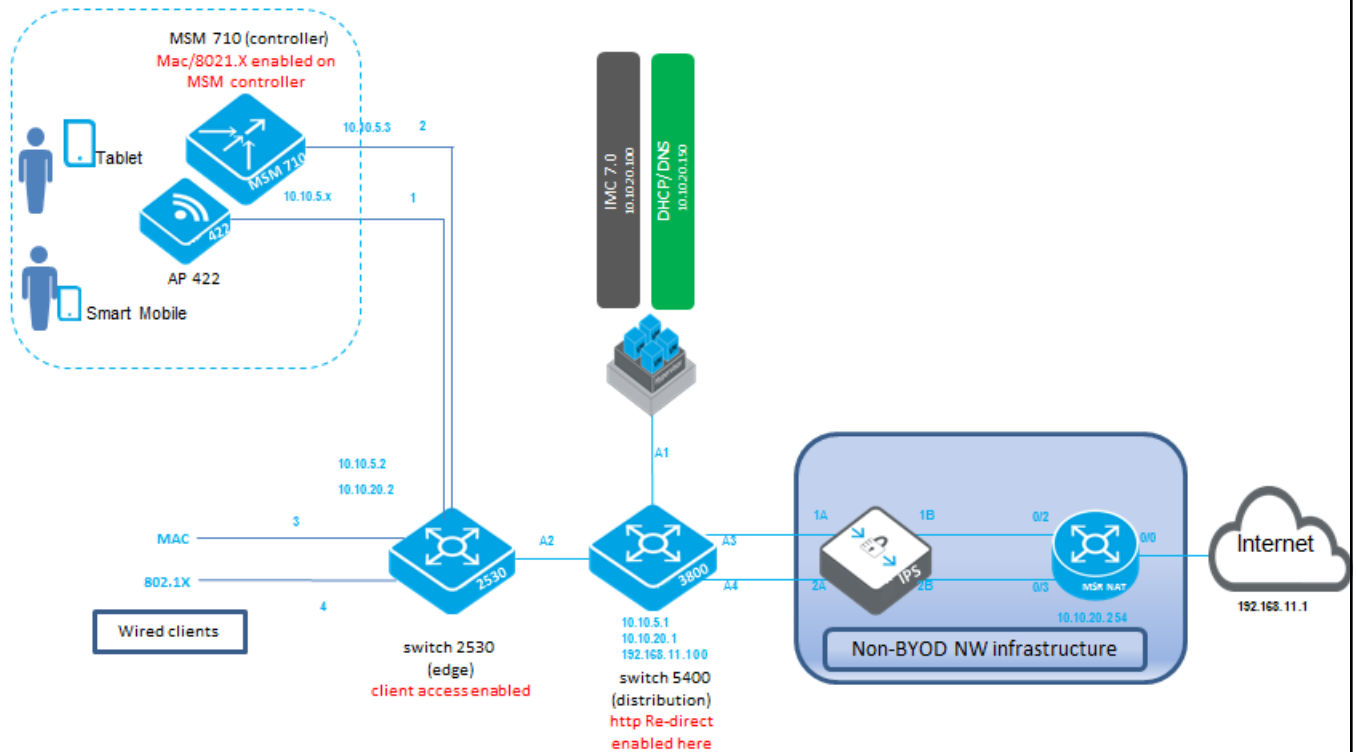 MSM 710 (controller)
Mac/8021.X enabled on
MSM controller
Tablet
MSM 710
10.10.5.3
2
10.10.5.x
1
422
AP 422
Smart Mobile
IMC 7.0
10.10.20.100
DHCP/DNS
10.10.20.150
Hypervisor
A1
10.10.5.2
10.10.20.2
3
MAC
802.1X
4
Wired clients
2530
A2
3800
A3
A4
switch 2530
(edge)
client access enabled
10.10.5.1
10.10.20.1
192.168.11.100
switch 5400
(distribution)
http Re-direct
enabled here
1A
1B
2A
2B
IPS
0/2
0/3
0/0
MSR NAT
10.10.20.254
Non-BYOD NW infrastructure
Internet
192.168.11.1